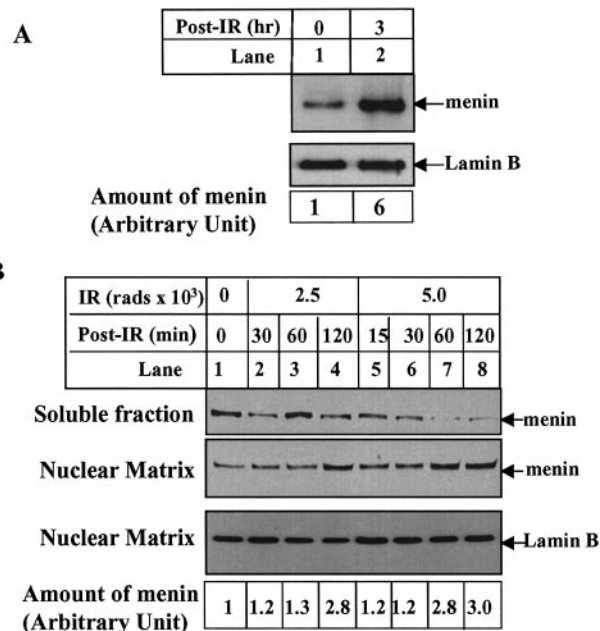 A
Post-IR (hr) 0 3
Lane 1 2
menin
Lamin B
Amount of menin
(Arbitrary Unit) 1 6
B
IR (rads x 10³) 0 2.5 5.0
Post-IR (min) 0 30 60 120 15 30 60 120
Lane 1 2 3 4 5 6 7 8
Soluble fraction menin
Nuclear Matrix menin
Nuclear Matrix Lamin B
Amount of menin
(Arbitrary Unit) 1 1.2 1.3 2.8 1.2 1.2 2.8 3.0